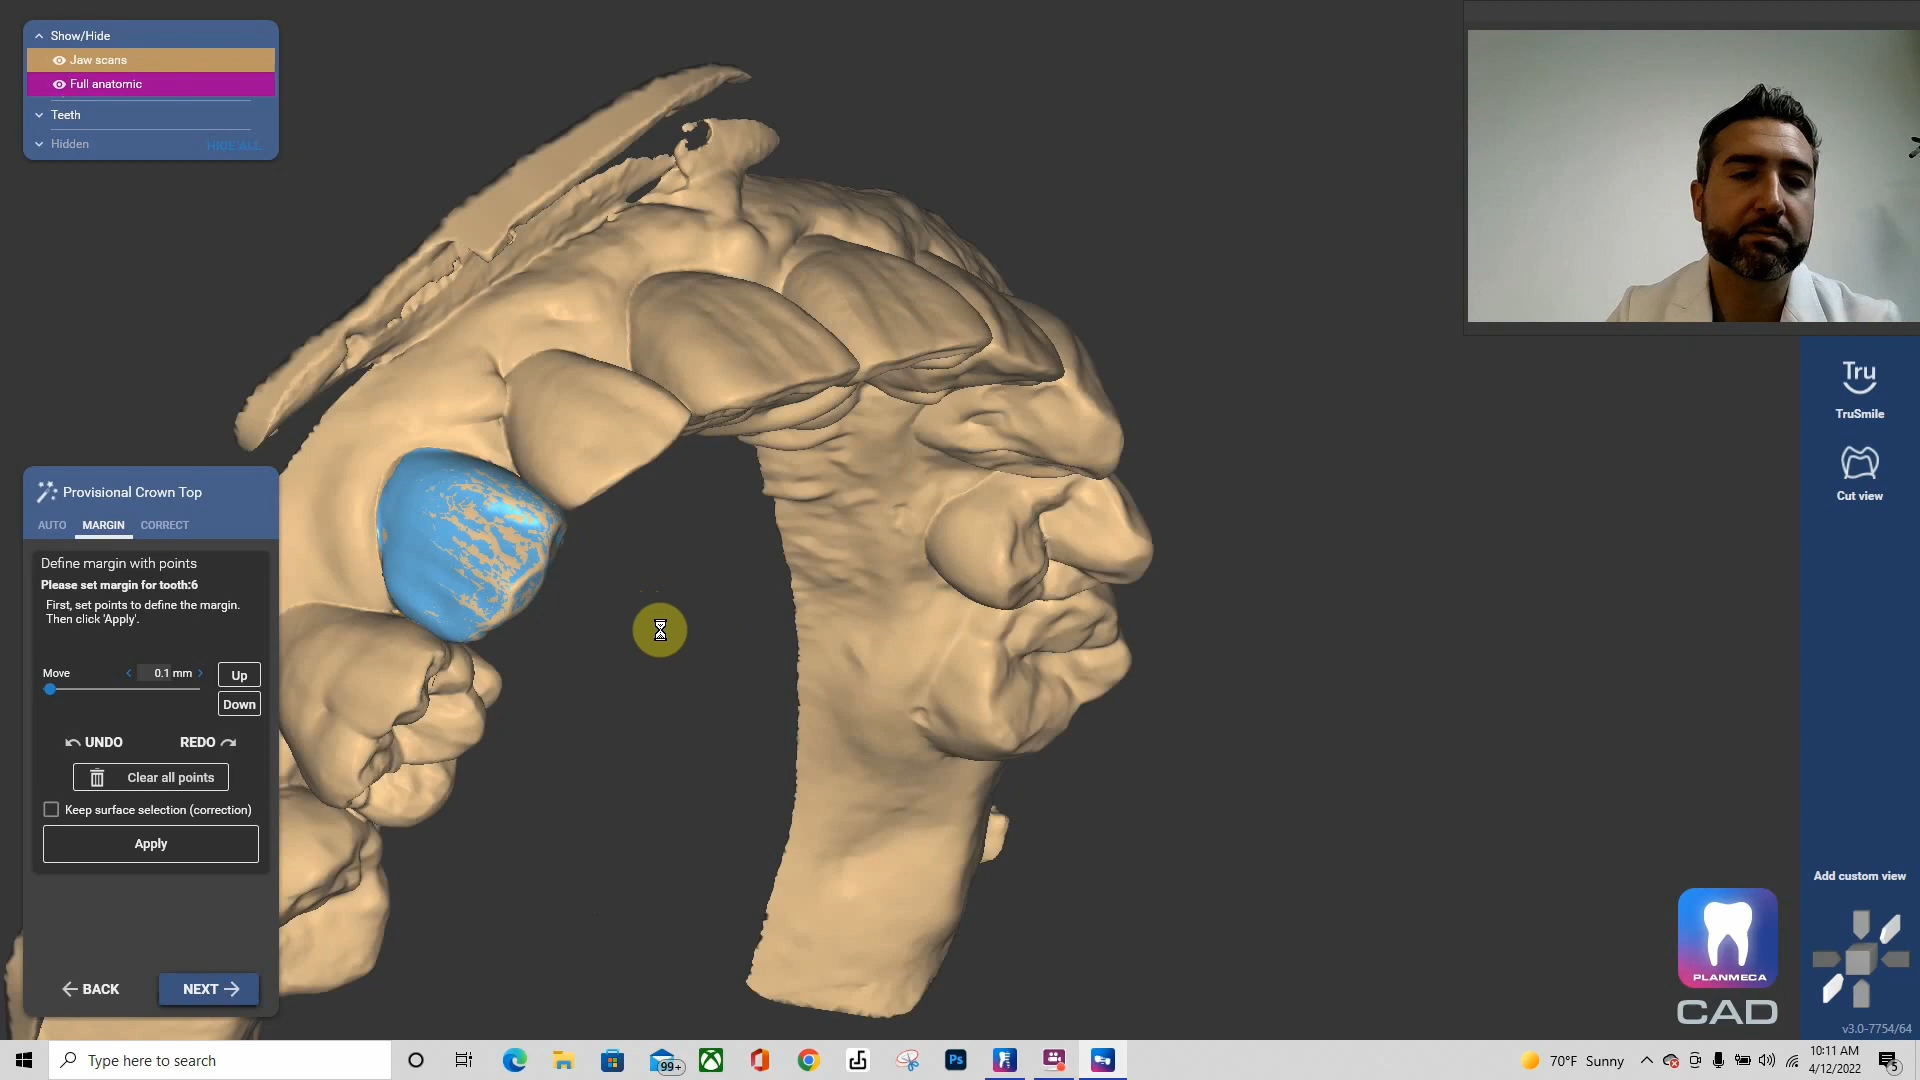 Show/Hide
Jaw scans
Full anatomic
Teeth
Hidden HIDE ALL
Tru
TruSmile
Cut view
Provisional Crown Top
AUTO MARGIN CORRECT
Define margin with points
Please set margin for tooth:6
First, set points to define the margin.
Then click 'Apply'.
Move 0.1 mm Up
Down
UNDO REDO
Clear all points
Keep surface selection (correction)
Apply
BACK NEXT
Add custom view
PLANMECA
CAD
v3.0-7754/64
Type here to search
99+
Ps
70°F Sunny
10:11 AM
4/12/2022
5